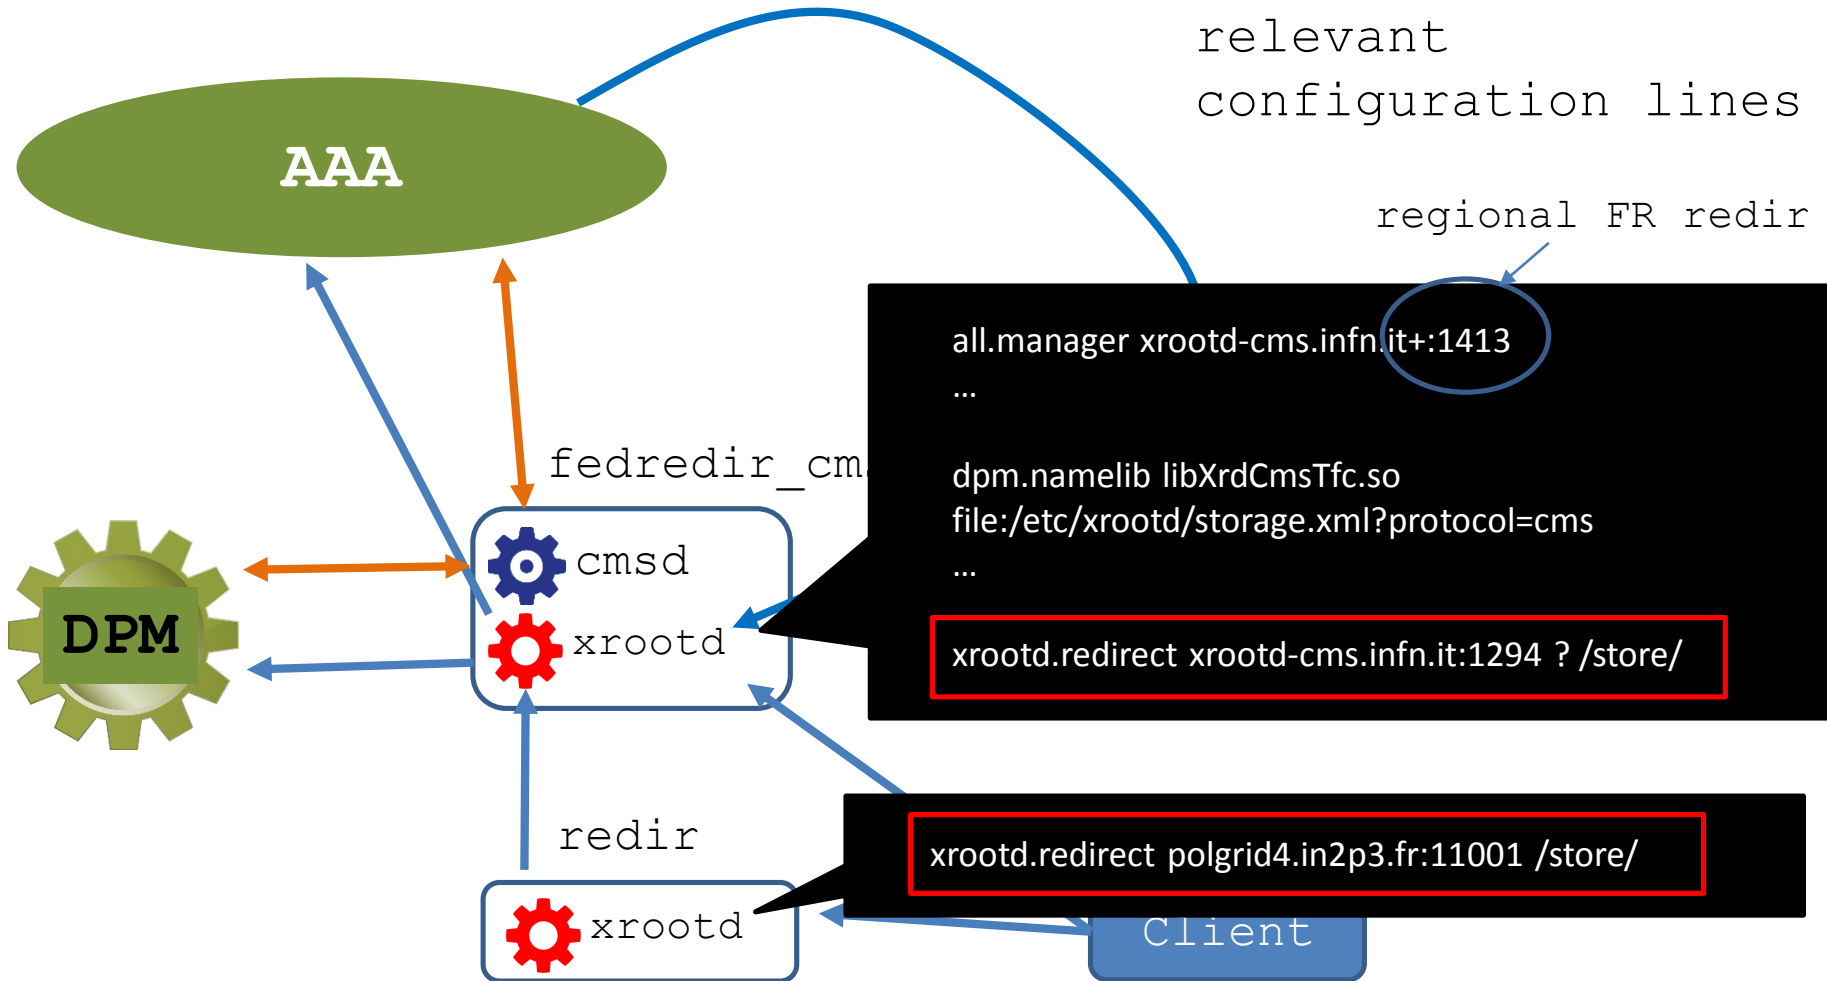 relevant
configuration lines
AAA
regional FR redir
all.manager xrootd-cms.infn.it+:1413
…
fedredir_cm
dpm.namelib libXrdCmsTfc.so
file:/etc/xrootd/storage.xml?protocol=cms
…
cmsd
DPM
xrootd
xrootd.redirect xrootd-cms.infn.it:1294 ? /store/
redir
xrootd.redirect polgrid4.in2p3.fr:11001 /store/
xrootd
Client